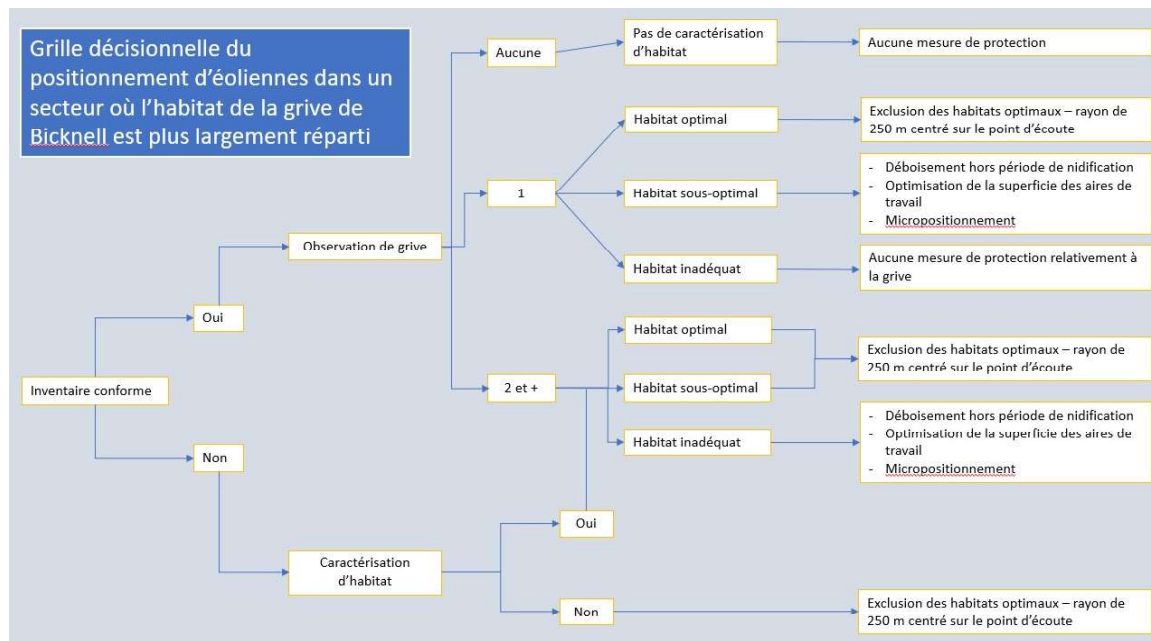 Grille décisionnelle du
positionnement d'éoliennes dans un
secteur où l'habitat de la grive de
Bicknell est plus largement réparti
Inventaire conforme
Oui
Non
Observation de grive
Caractérisation
d'habitat
Aucune
1
2 et +
Oui
Non
Pas de caractérisation
d'habitat
Aucune mesure de protection
Habitat optimal
Exclusion des habitats optimaux – rayon de
250 m centré sur le point d'écoute
Habitat sous-optimal
- Déboisement hors période de nidification
- Optimisation de la superficie des aires de
travail
- Micropositionnement
Habitat inadéquat
Aucune mesure de protection relativement à
la grive
Habitat optimal
Habitat sous-optimal
Exclusion des habitats optimaux – rayon de
250 m centré sur le point d'écoute
Habitat inadéquat
- Déboisement hors période de nidification
- Optimisation de la superficie des aires de
travail
- Micropositionnement
Exclusion des habitats optimaux – rayon de
250 m centré sur le point d'écoute